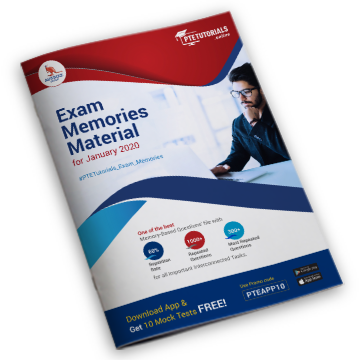 PTETUTORIALS
online
Exam
Memories
Material
for January 2020
#PTETutorials_Exam_Memories
One of the best
Memory-Based Questions' file with
68%
Repetition
Rate
1000+
Repeated
Questions
300+
Most Repeated
Questions
for all Important Interconnected Tasks.
Download App &
Get 10 Mock Tests FREE!
Use Promo code
PTEAPP10